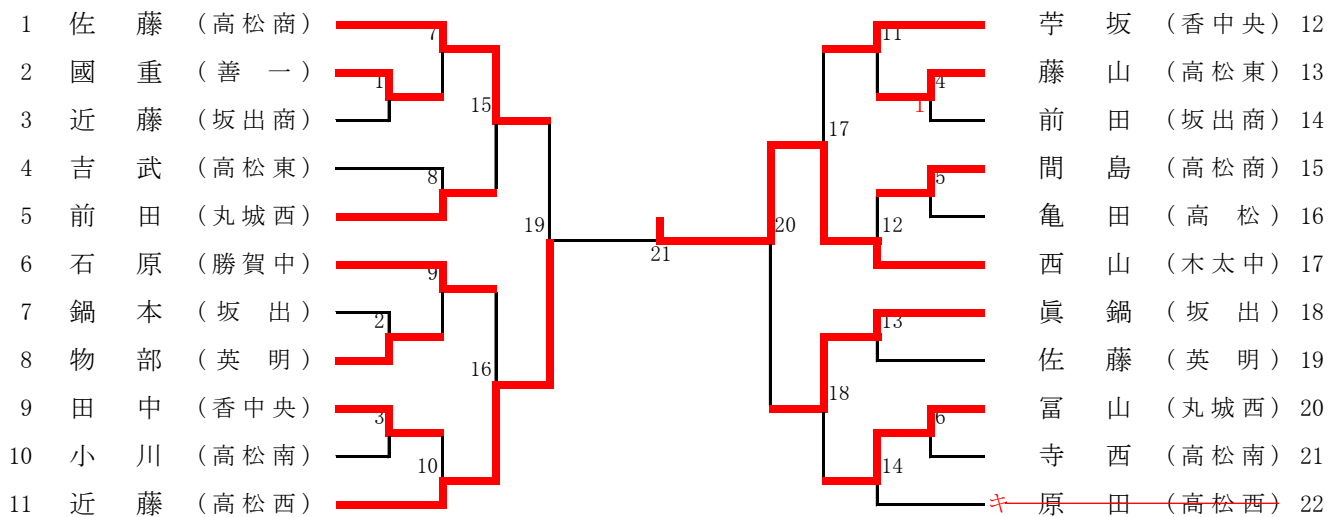 1 佐藤 (高松商) 7 11 苧坂 (香中央) 12
2 國重 (善一) 1 4 藤山 (高松東) 13
3 近藤 (坂出商) 15 1 前田 (坂出商) 14
17
4 吉武 (高松東) 8 5 間島 (高松商) 15
5 前田 (丸城西) 19 20 12 亀田 (高松) 16
21
6 石原 (勝賀中) 9 西山 (木太中) 17
7 鍋本 (坂出) 2 13 眞鍋 (坂出) 18
8 物部 (英明) 16 佐藤 (英明) 19
18
9 田中 (香中央) 3 6 冨山 (丸城西) 20
10 小川 (高松南) 10 14 寺西 (高松南) 21
11 近藤 (高松西) キ 原田 (高松西) 22